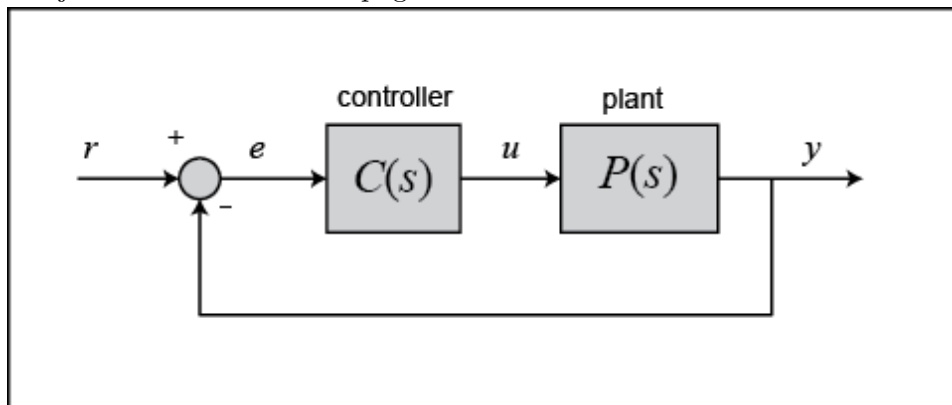 controller plant
r + e C(s) u P(s) y
-